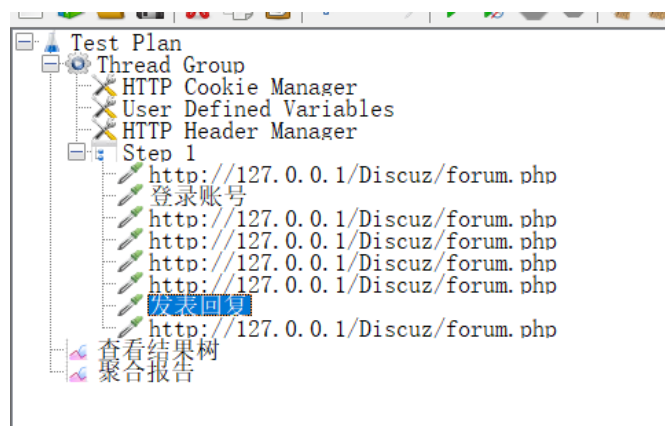 Test Plan
Thread Group
HTTP Cookie Manager
User Defined Variables
HTTP Header Manager
Step 1
http://127.0.0.1/Discuz/forum.php
登录账号
http://127.0.0.1/Discuz/forum.php
http://127.0.0.1/Discuz/forum.php
http://127.0.0.1/Discuz/forum.php
http://127.0.0.1/Discuz/forum.php
发表回复
http://127.0.0.1/Discuz/forum.php
查看结果树
聚合报告